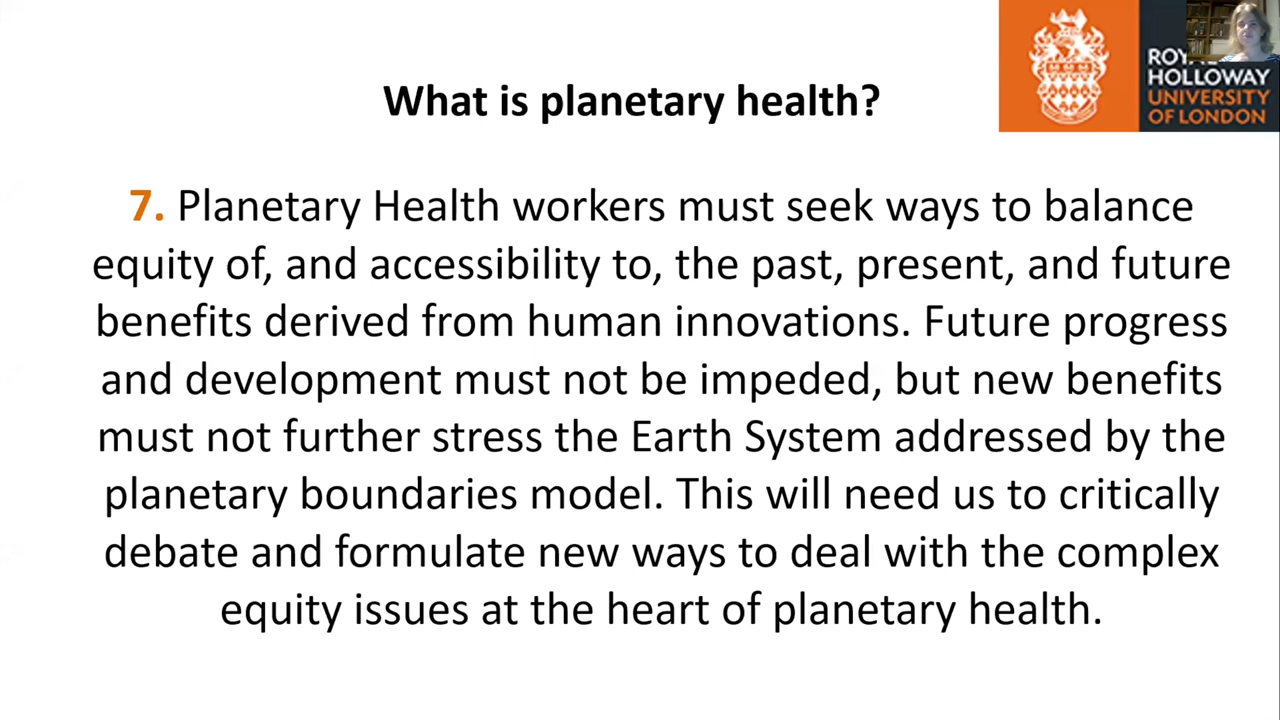 What is planetary health?
ROYAL
HOLLOWAY
UNIVERSITY
OF LONDON
7. Planetary Health workers must seek ways to balance
equity of, and accessibility to, the past, present, and future
benefits derived from human innovations. Future progress
and development must not be impeded, but new benefits
must not further stress the Earth System addressed by the
planetary boundaries model. This will need us to critically
debate and formulate new ways to deal with the complex
equity issues at the heart of planetary health.